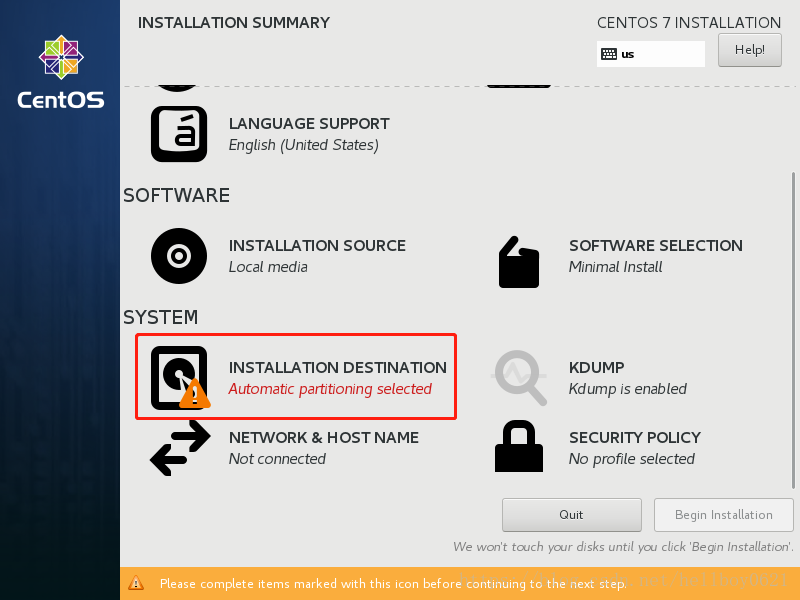 INSTALLATION SUMMARY
CENTOS 7 INSTALLATION
us
Help!
CentOS
á
LANGUAGE SUPPORT
English (United States)
SOFTWARE
INSTALLATION SOURCE
Local media
SOFTWARE SELECTION
Minimal Install
SYSTEM
INSTALLATION DESTINATION
Automatic partitioning selected
KDUMP
Kdump is enabled
NETWORK & HOST NAME
Not connected
SECURITY POLICY
No profile selected
Quit
Begin Installation
We won't touch your disks until you click 'Begin Installation'.
Please complete items marked with this icon before continuing to the next step.